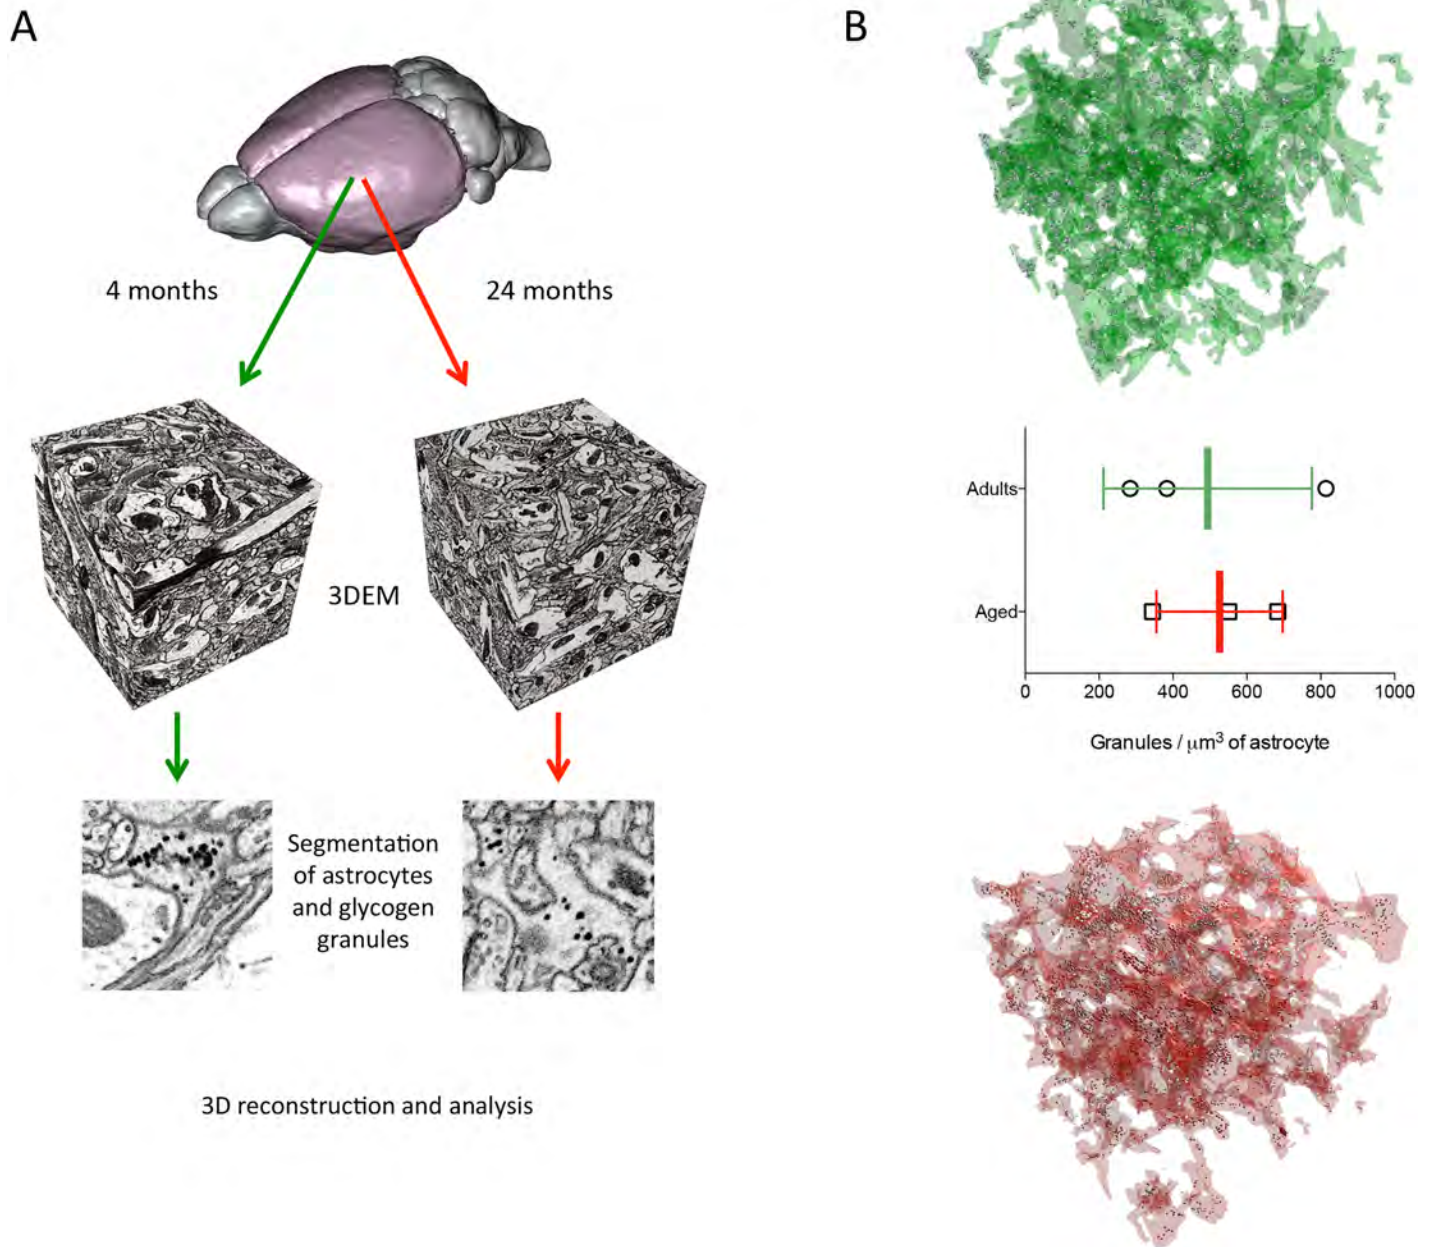 A
B
4 months
24 months
3DEM
Segmentation
of astrocytes
and glycogen
granules
3D reconstruction and analysis
Adults
Aged
0 200 400 600 800 1000
Granules / μm³ of astrocyte